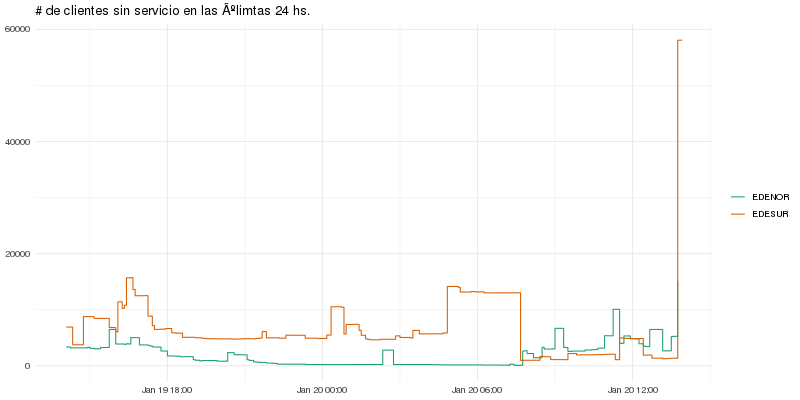 # de clientes sin servicio en las Ãºlimtas 24 hs.
60000
40000
20000
0
Jan 19 18:00
Jan 20 00:00
Jan 20 06:00
Jan 20 12:00
EDENOR
EDESUR